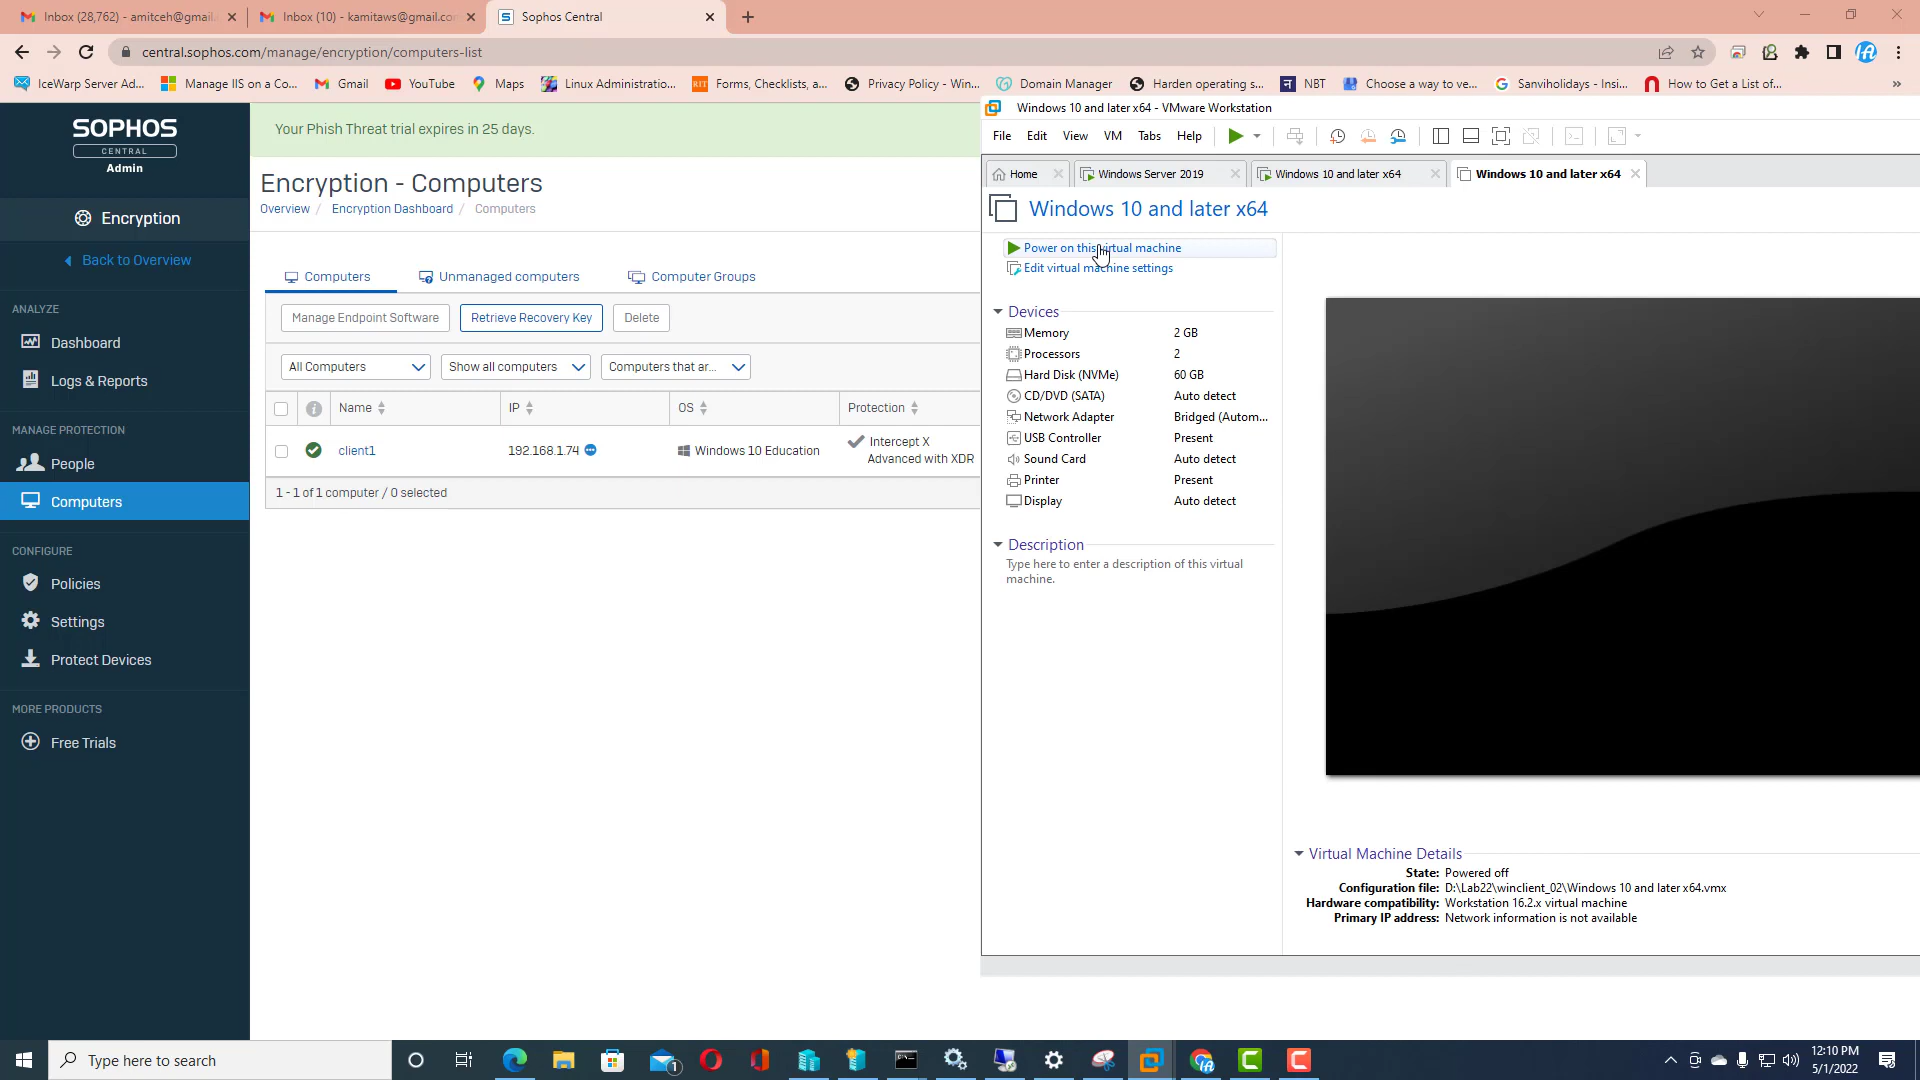 Inbox (28,762) - amitceh@gmail.
Inbox (10) - kamitaws@gmail.co
Sophos Central
central.sophos.com/manage/encryption/computers-list
IceWarp Server Ad...
Manage IIS on a Co...
Gmail
YouTube
Maps
Linux Administratio...
RIT
Forms, Checklists, a...
Privacy Policy - Win...
Domain Manager
Harden operating s...
NBT
Choose a way to ve...
Sanviholidays - Insi...
How to Get a List of...
»
SOPHOS
CENTRAL
Admin
Encryption
Back to Overview
ANALYZE
Dashboard
Logs & Reports
MANAGE PROTECTION
People
Computers
CONFIGURE
Policies
Settings
Protect Devices
MORE PRODUCTS
Free Trials
Your Phish Threat trial expires in 25 days.
Encryption - Computers
Overview / Encryption Dashboard / Computers
Computers
Unmanaged computers
Computer Groups
Manage Endpoint Software
Retrieve Recovery Key
Delete
All Computers
Show all computers
Computers that ar...
Name
IP
OS
Protection
client1
192.168.1.74
Windows 10 Education
Intercept X
Advanced with XDR
1 - 1 of 1 computer / 0 selected
Windows 10 and later x64 - VMware Workstation
File
Edit
View
VM
Tabs
Help
Home
Windows Server 2019
Windows 10 and later x64
Windows 10 and later x64
Windows 10 and later x64
Power on this virtual machine
Edit virtual machine settings
Devices
Memory 2 GB
Processors 2
Hard Disk (NVMe) 60 GB
CD/DVD (SATA) Auto detect
Network Adapter Bridged (Autom...
USB Controller Present
Sound Card Auto detect
Printer Present
Display Auto detect
Description
Type here to enter a description of this virtual
machine.
Virtual Machine Details
State: Powered off
Configuration file: D:\Lab22\winclient_02\Windows 10 and later x64.vmx
Hardware compatibility: Workstation 16.2.x virtual machine
Primary IP address: Network information is not available
Type here to search
1
12:10 PM
5/1/2022